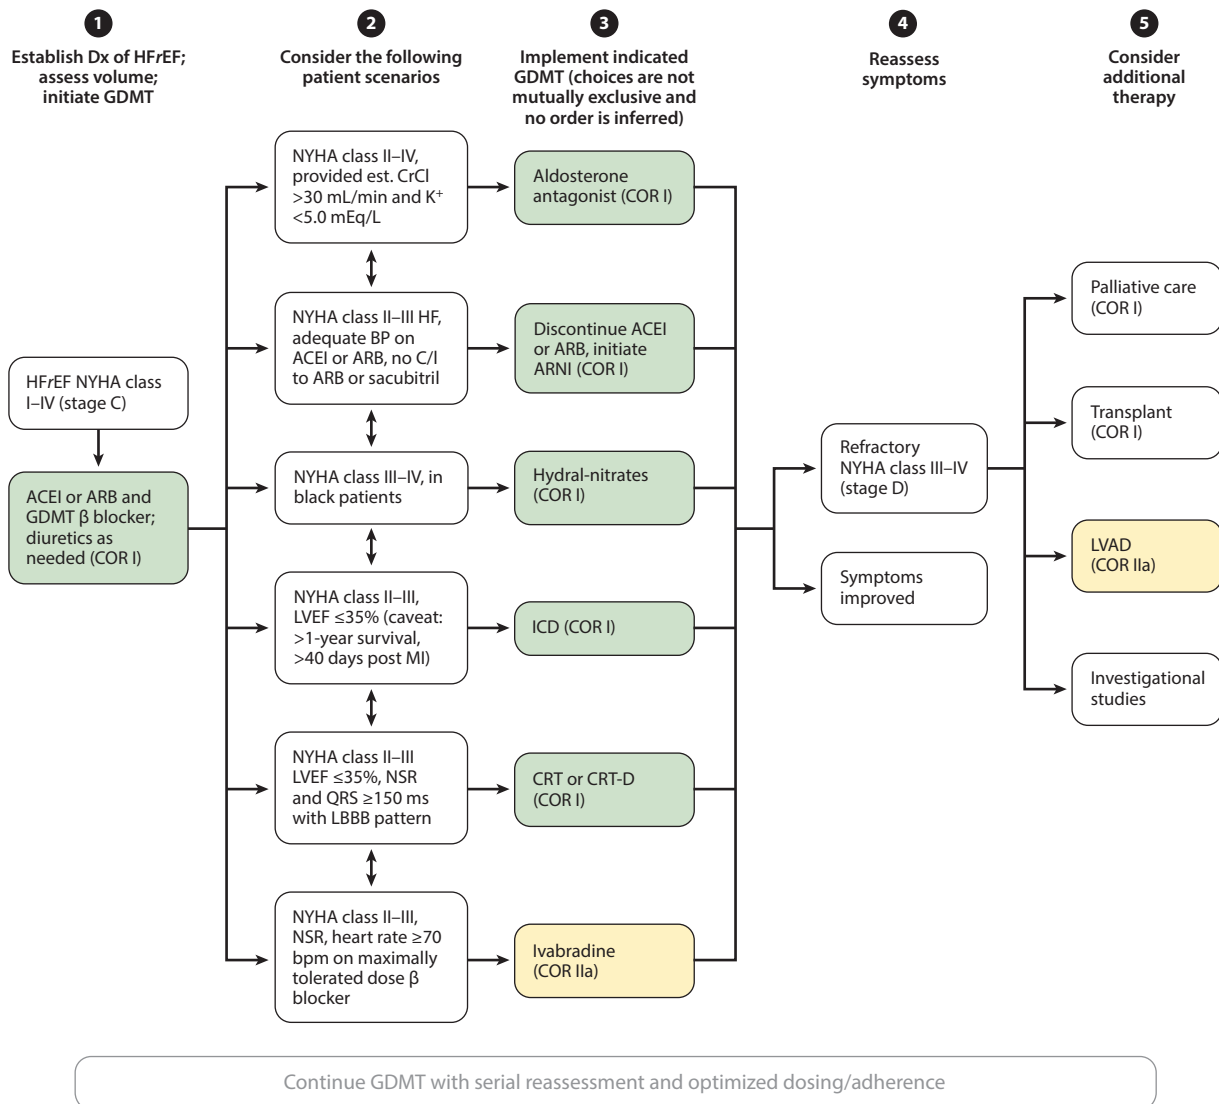 1
Establish Dx of HFrEF;
assess volume;
initiate GDMT
2
Consider the following
patient scenarios
3
Implement indicated
GDMT (choices are not
mutually exclusive and
no order is inferred)
4
Reassess
symptoms
5
Consider
additional
therapy
HFrEF NYHA class
I–IV (stage C)
ACEI or ARB and
GDMT β blocker;
diuretics as
needed (COR I)
NYHA class II–IV,
provided est. CrCl
>30 mL/min and K⁺
<5.0 mEq/L
Aldosterone
antagonist (COR I)
NYHA class II–III HF,
adequate BP on
ACEI or ARB, no C/I
to ARB or sacubitril
Discontinue ACEI
or ARB, initiate
ARNI (COR I)
NYHA class III–IV, in
black patients
Hydral-nitrates
(COR I)
NYHA class II–III,
LVEF ≤35% (caveat:
>1-year survival,
>40 days post MI)
ICD (COR I)
NYHA class II–III
LVEF ≤35%, NSR
and QRS ≥150 ms
with LBBB pattern
CRT or CRT-D
(COR I)
NYHA class II–III,
NSR, heart rate ≥70
bpm on maximally
tolerated dose β
blocker
Ivabradine
(COR IIa)
Refractory
NYHA class III–IV
(stage D)
Symptoms
improved
Palliative care
(COR I)
Transplant
(COR I)
LVAD
(COR IIa)
Investigational
studies
Continue GDMT with serial reassessment and optimized dosing/adherence